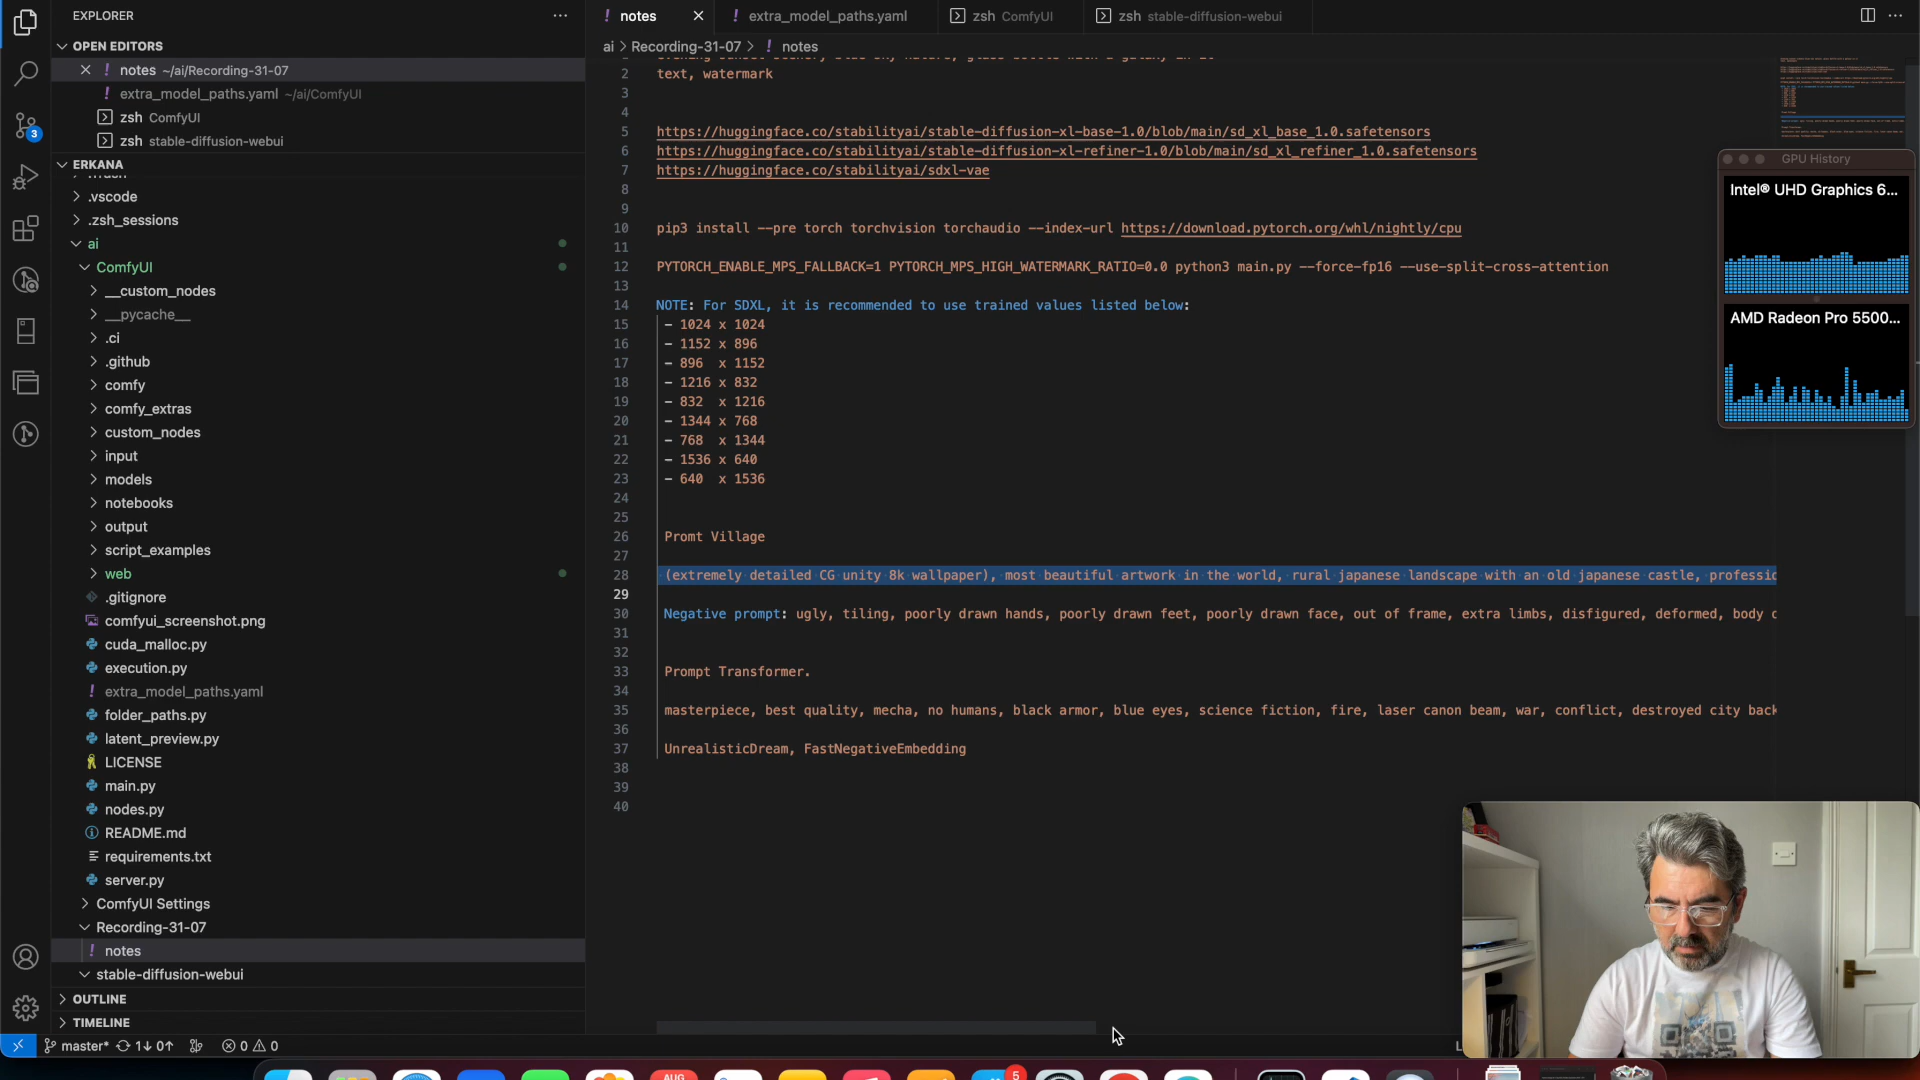 EXPLORER
OPEN EDITORS
notes ~/ai/Recording-31-07
extra_model_paths.yaml ~/ai/ComfyUI
zsh ComfyUI
zsh stable-diffusion-webui
ERKANA
.vscode
.zsh_sessions
ai
ComfyUI
__custom_nodes
__pycache__
.ci
.github
comfy
comfy_extras
custom_nodes
input
models
notebooks
output
script_examples
web
.gitignore
comfyui_screenshot.png
cuda_malloc.py
execution.py
extra_model_paths.yaml
folder_paths.py
latent_preview.py
LICENSE
main.py
nodes.py
README.md
requirements.txt
server.py
ComfyUI Settings
Recording-31-07
notes
stable-diffusion-webui
OUTLINE
TIMELINE
3
master* 1↓ 0↑ 0 0
notes extra_model_paths.yaml zsh ComfyUI zsh stable-diffusion-webui
ai > Recording-31-07 > ! notes
2 text, watermark
3
4
5 https://huggingface.co/stabilityai/stable-diffusion-xl-base-1.0/blob/main/sd_xl_base_1.0.safetensors
6 https://huggingface.co/stabilityai/stable-diffusion-xl-refiner-1.0/blob/main/sd_xl_refiner_1.0.safetensors
7 https://huggingface.co/stabilityai/sdxl-vae
8
9
10 pip3 install --pre torch torchvision torchaudio --index-url https://download.pytorch.org/whl/nightly/cpu
11
12 PYTORCH_ENABLE_MPS_FALLBACK=1 PYTORCH_MPS_HIGH_WATERMARK_RATIO=0.0 python3 main.py --force-fp16 --use-split-cross-attention
13
14 NOTE: For SDXL, it is recommended to use trained values listed below:
15 - 1024 x 1024
16 - 1152 x 896
17 - 896 x 1152
18 - 1216 x 832
19 - 832 x 1216
20 - 1344 x 768
21 - 768 x 1344
22 - 1536 x 640
23 - 640 x 1536
24
25
26 Promt Village
27
28 (extremely detailed CG unity 8k wallpaper), most beautiful artwork in the world, rural japanese landscape with an old japanese castle, professio
29
30 Negative prompt: ugly, tiling, poorly drawn hands, poorly drawn feet, poorly drawn face, out of frame, extra limbs, disfigured, deformed, body o
31
32
33 Prompt Transformer.
34
35 masterpiece, best quality, mecha, no humans, black armor, blue eyes, science fiction, fire, laser canon beam, war, conflict, destroyed city back
36
37 UnrealisticDream, FastNegativeEmbedding
38
39
40
GPU History
Intel® UHD Graphics 6...
AMD Radeon Pro 5500...
AUG
5